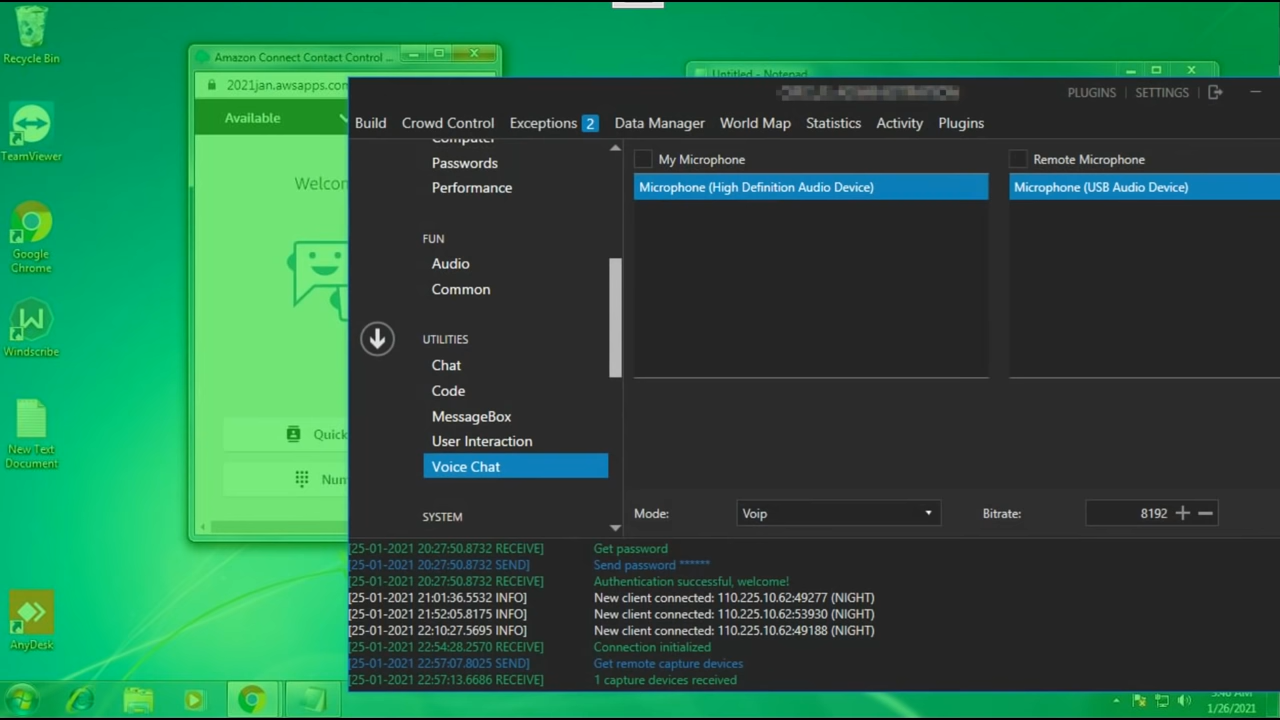 Recycle Bin
TeamViewer
Google
Chrome
Windscribe
New Text
Document
AnyDesk
Amazon Connect Contact Control ...
2021jan.awsapps.com
Available
Welcon
Quick
Num
Untitled - Notepad
PLUGINS | SETTINGS
Build Crowd Control Exceptions 2 Data Manager World Map Statistics Activity Plugins
Computer
Passwords
Performance
FUN
Audio
Common
UTILITIES
Chat
Code
MessageBox
User Interaction
Voice Chat
SYSTEM
My Microphone
Microphone (High Definition Audio Device)
Remote Microphone
Microphone (USB Audio Device)
Mode: Voip Bitrate: 8192
[25-01-2021 20:27:50.8732 RECEIVE] Get password
[25-01-2021 20:27:50.8732 SEND] Send password ******
[25-01-2021 20:27:50.8732 RECEIVE] Authentication successful, welcome!
[25-01-2021 21:01:36.5532 INFO] New client connected: 110.225.10.62:49277 (NIGHT)
[25-01-2021 21:52:05.8175 INFO] New client connected: 110.225.10.62:53930 (NIGHT)
[25-01-2021 22:10:27.5695 INFO] New client connected: 110.225.10.62:49188 (NIGHT)
[25-01-2021 22:54:28.2570 RECEIVE] Connection initialized
[25-01-2021 22:57:07.8025 SEND] Get remote capture devices
[25-01-2021 22:57:13.6686 RECEIVE] 1 capture devices received
1/26/2021